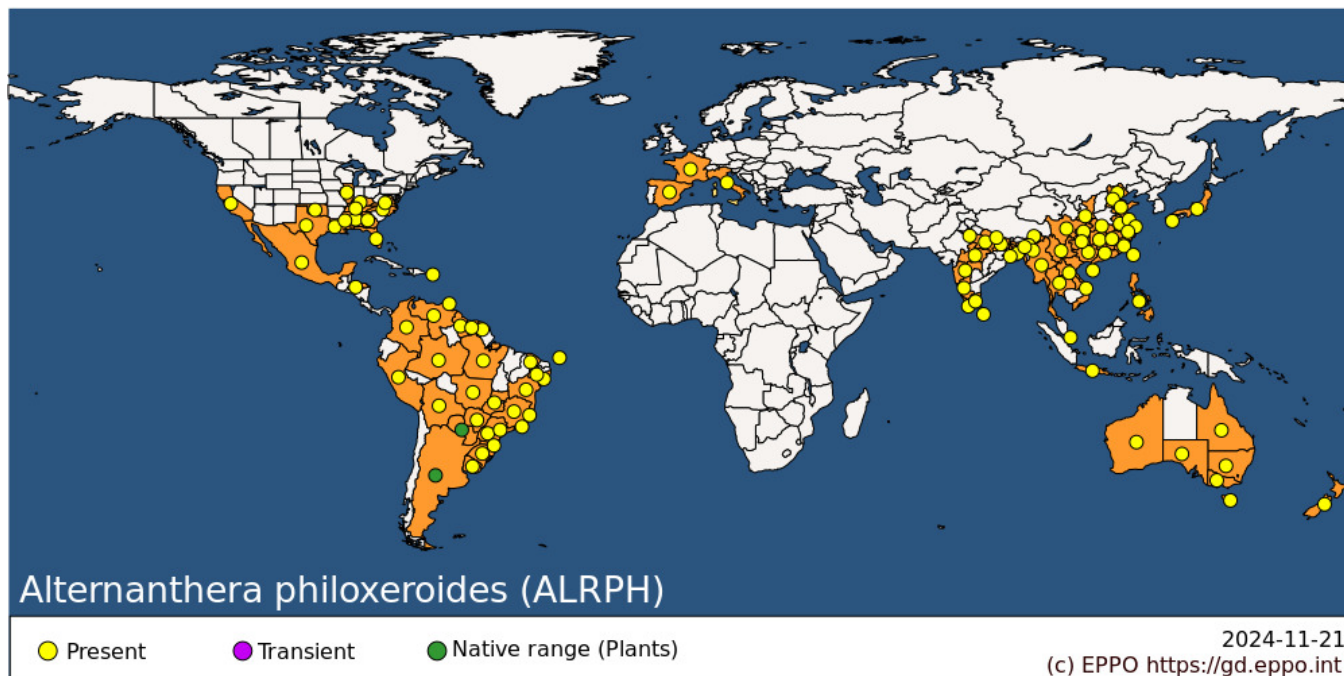 Alternanthera philoxeroides (ALRPH)
Present
Transient
Native range (Plants)
2024-11-21
(c) EPPO https://gd.eppo.int